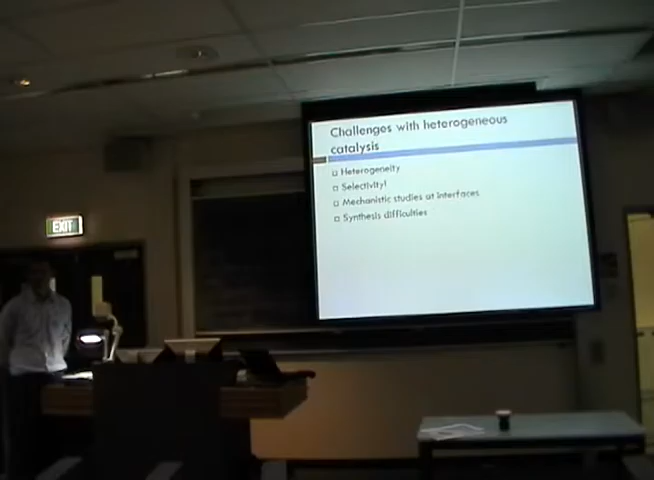 Challenges with heterogeneous
catalysis
Heterogeneity
Selectivity!
Mechanistic studies at interfaces
Synthesis difficulties
EXIT